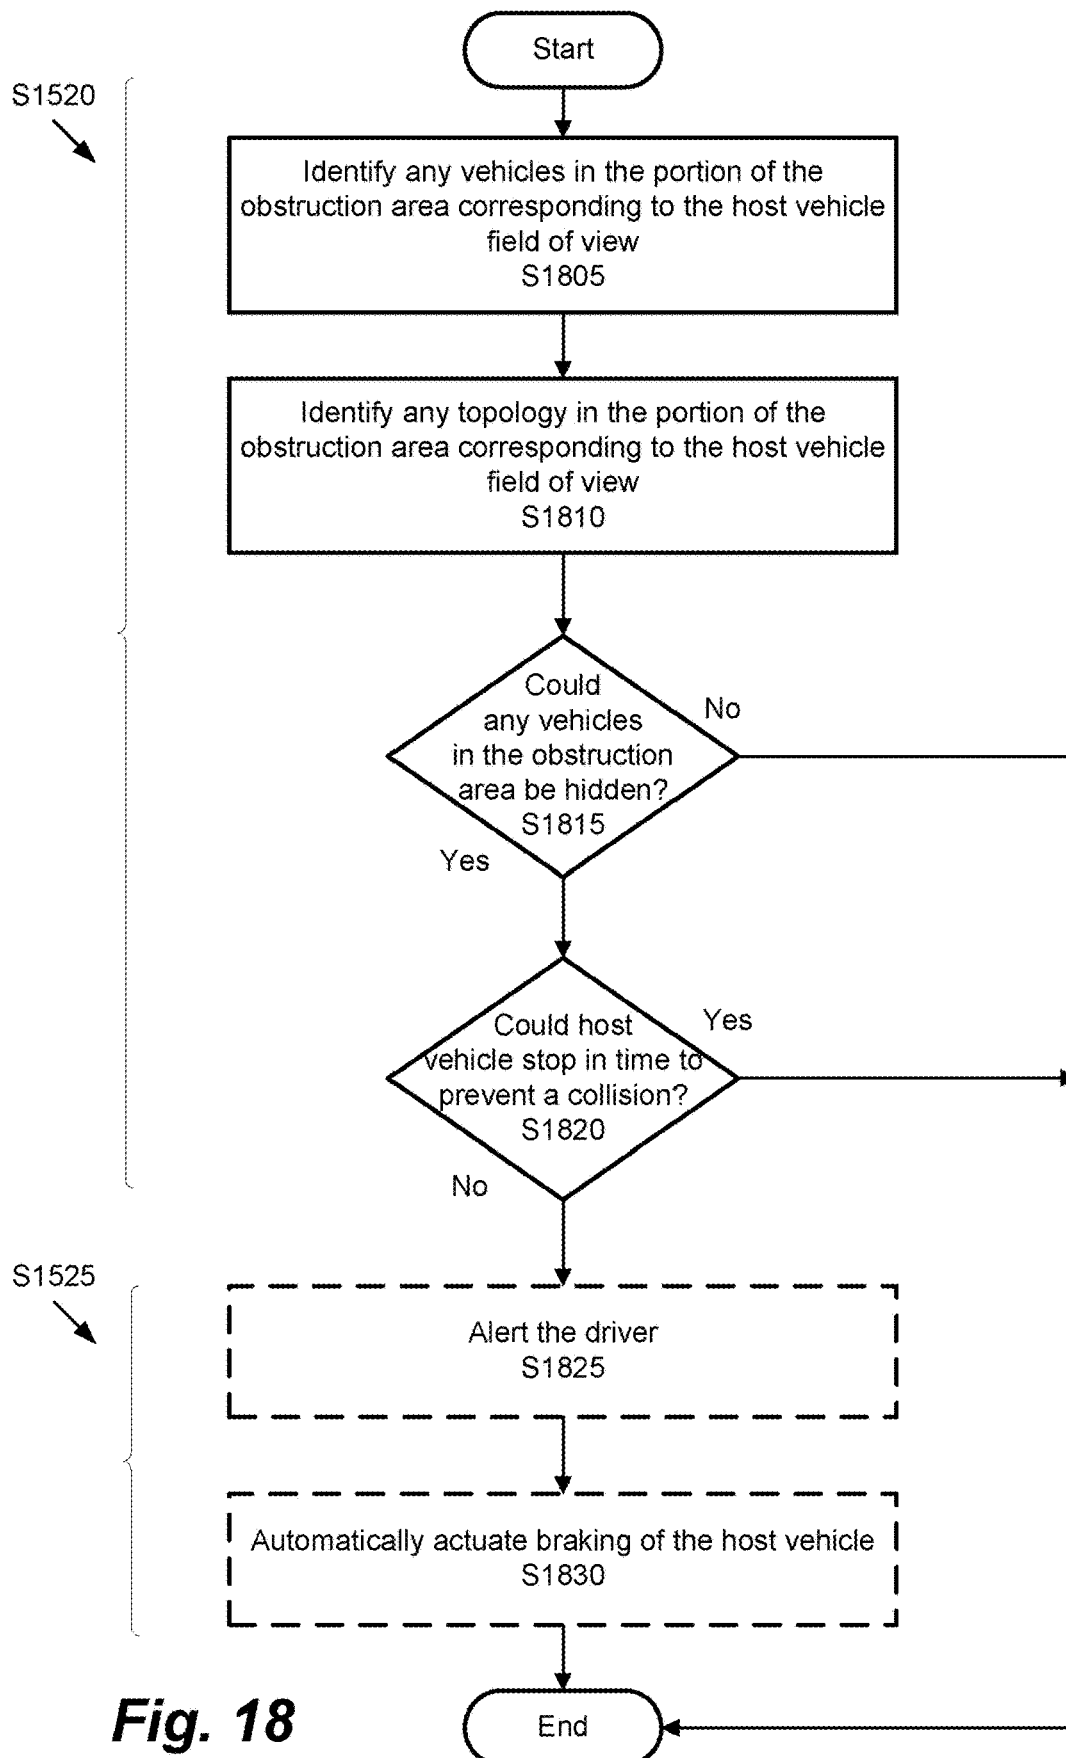 Start
S1520
Identify any vehicles in the portion of the
obstruction area corresponding to the host vehicle
field of view
S1805
Identify any topology in the portion of the
obstruction area corresponding to the host vehicle
field of view
S1810
Could
any vehicles
in the obstruction
area be hidden?
S1815
No
Yes
Could host
vehicle stop in time to
prevent a collision?
S1820
Yes
No
S1525
Alert the driver
S1825
Automatically actuate braking of the host vehicle
S1830
End
Fig. 18